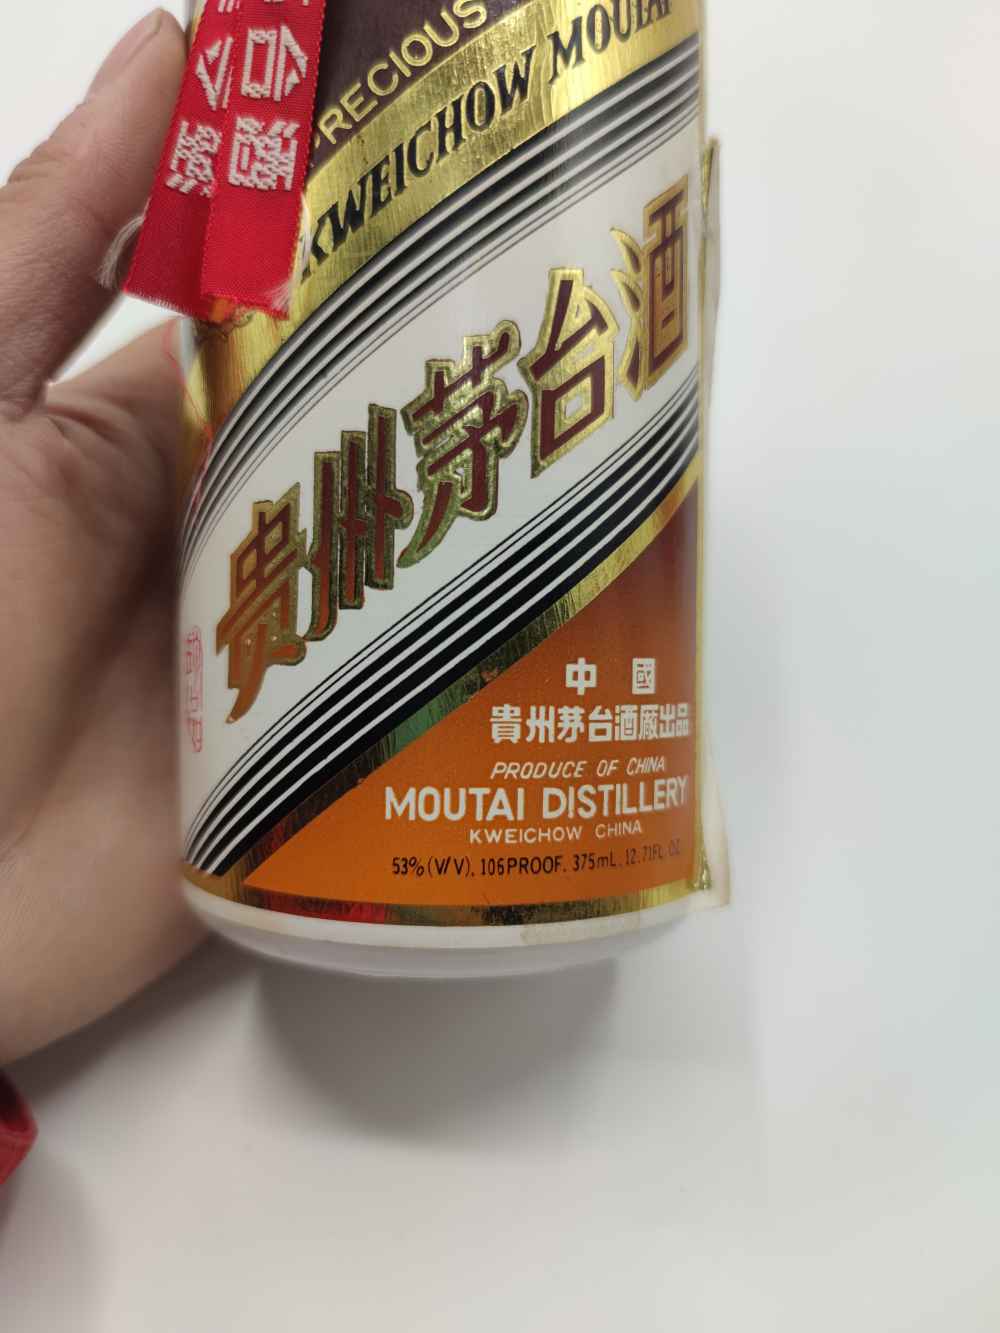 PRECIOUS
KWEICHOW MOUTAI
貴州茅台酒
中國
貴州茅台酒廠出品
PRODUCE OF CHINA
MOUTAI DISTILLERY
KWEICHOW CHINA
53% (V/V), 106PROOF. 375mL. 12.71FL. OZ.